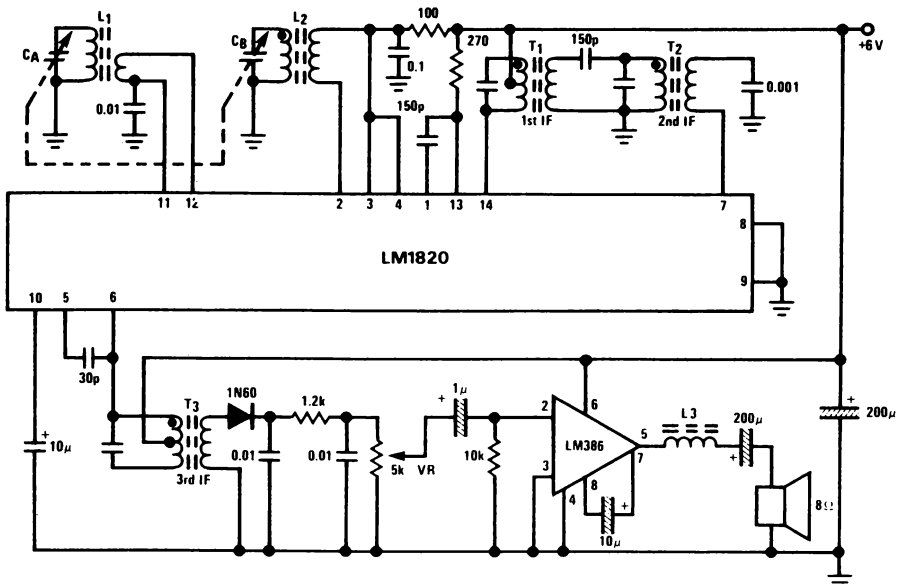 L1
L2
100
CA
CB
270
T1
150p
T2
+6 V
0.01
0.1
150p
0.001
1st IF
2nd IF
11
12
2
3
4
1
13
14
7
8
LM1820
9
10
5
6
30p
T3
1N60
1.2k
1µ
2
6
L3
200µ
+
200µ
+
10µ
+
0.01
0.01
5k
VR
+
10k
LM386
5
7
+
3rd IF
3
4
8
+
10µ
8Ω